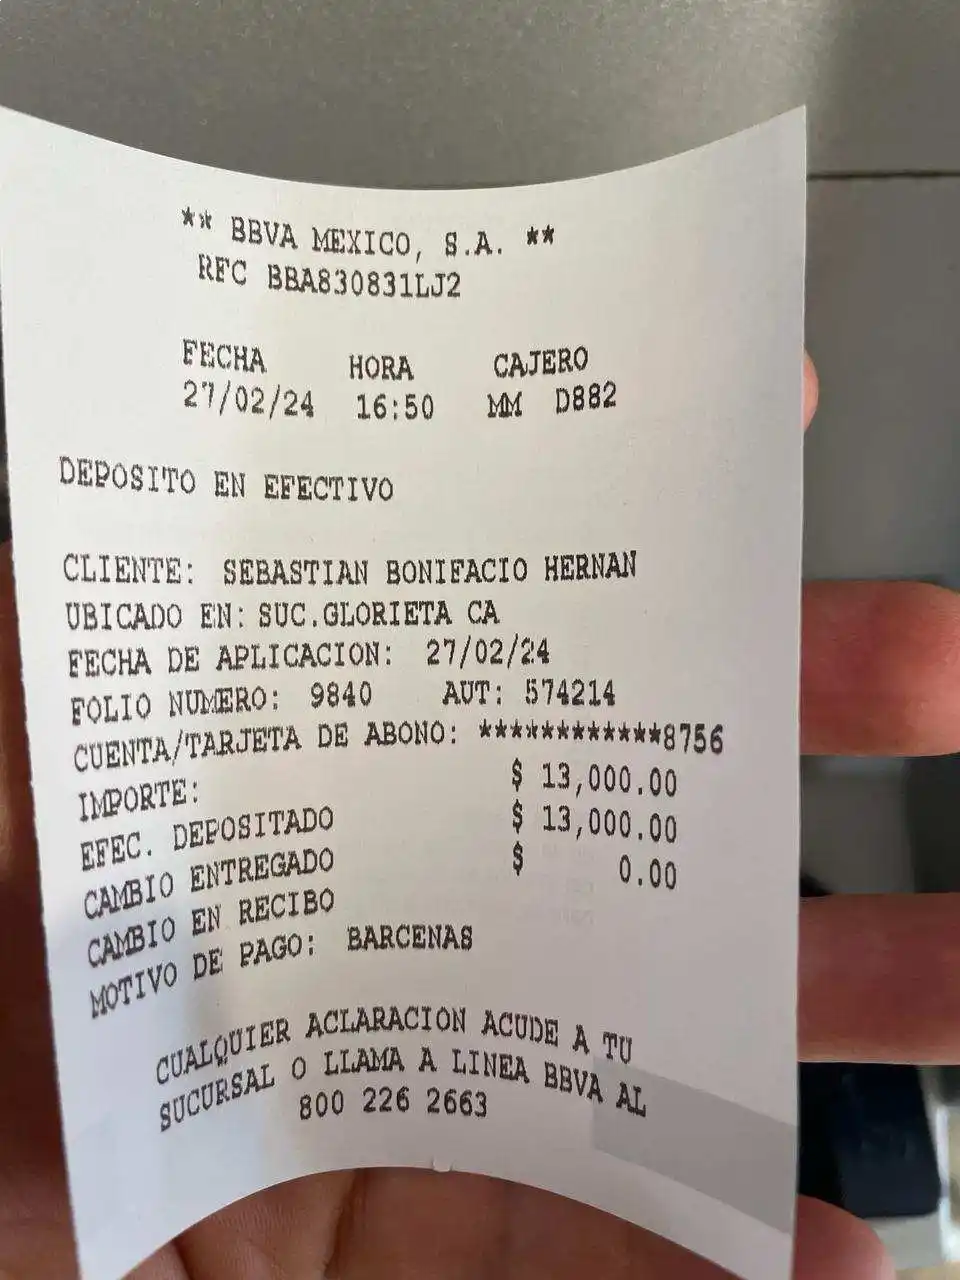 ** BBVA MEXICO, S.A. **
RFC BBA830831LJ2
FECHA HORA CAJERO
27/02/24 16:50 MM D882
DEPOSITO EN EFECTIVO
CLIENTE: SEBASTIAN BONIFACIO HERNAN
UBICADO EN: SUC.GLORIETA CA
FECHA DE APLICACION: 27/02/24
FOLIO NUMERO: 9840 AUT: 574214
CUENTA/TARJETA DE ABONO: ************8756
IMPORTE: $ 13,000.00
EFEC. DEPOSITADO $ 13,000.00
CAMBIO ENTREGADO $ 0.00
CAMBIO EN RECIBO
MOTIVO DE PAGO: BARCENAS
CUALQUIER ACLARACION ACUDE A TU
SUCURSAL O LLAMA A LINEA BBVA AL
800 226 2663